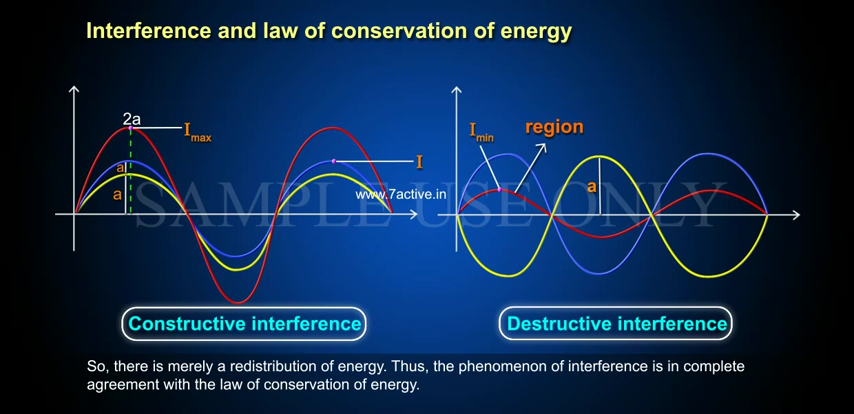 Interference and law of conservation of energy
2a
I max
a
a
I
www.7active.in
I min
region
a
SAMPLE USE ONLY
Constructive interference
Destructive interference
So, there is merely a redistribution of energy. Thus, the phenomenon of interference is in complete
agreement with the law of conservation of energy.